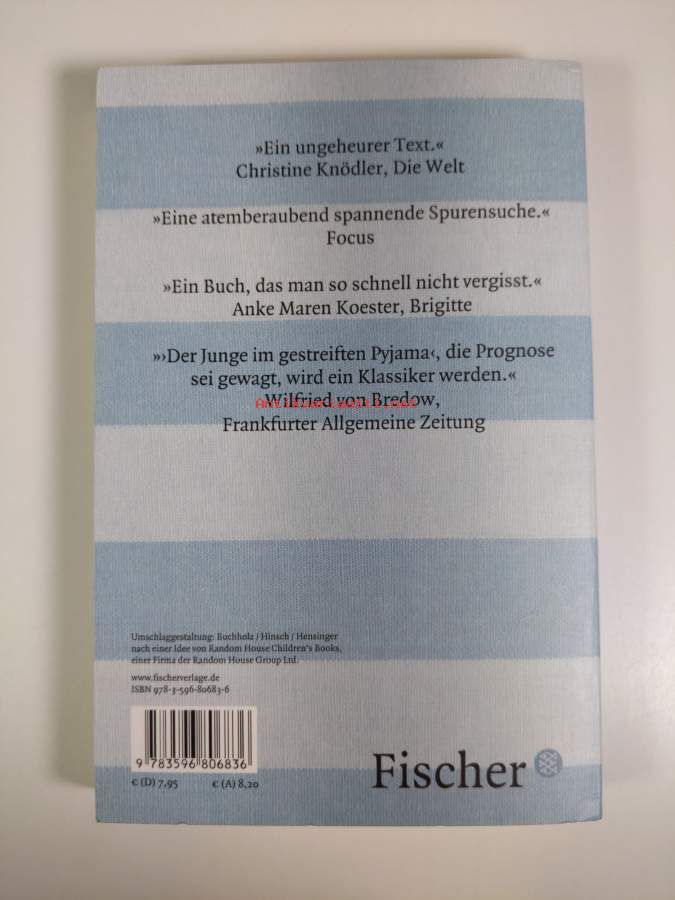 »Ein ungeheurer Text.«
Christine Knödler, Die Welt
»Eine atemberaubend spannende Spurensuche.«
Focus
»Ein Buch, das man so schnell nicht vergisst.«
Anke Maren Koester, Brigitte
»›Der Junge im gestreiften Pyjama‹, die Prognose
sei gewagt, wird ein Klassiker werden.«
Wilfried von Bredow,
Frankfurter Allgemeine Zeitung
Umschlaggestaltung: Buchholz / Hinsch / Hensinger
nach einer Idee von Random House Children's Books,
einer Firma der Random House Group Ltd.
www.fischerverlage.de
ISBN 978-3-596-80683-6
9 783596 806836
€ (D) 7,95 € (A) 8,20
Fischer